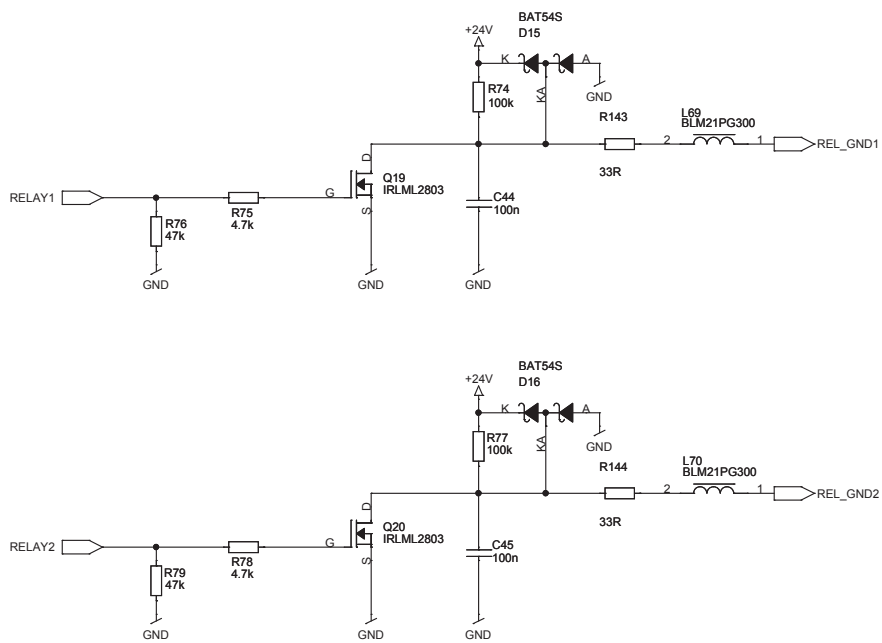 BAT54S
D15
+24V
K
A
KA
GND
R74
100k
R143
33R
L69
BLM21PG300
2
1
REL_GND1
D
Q19
IRLML2803
G
S
C44
100n
RELAY1
R76
47k
R75
4.7k
GND
GND
GND
BAT54S
D16
+24V
K
A
KA
GND
R77
100k
R144
33R
L70
BLM21PG300
2
1
REL_GND2
D
Q20
IRLML2803
G
S
C45
100n
RELAY2
R79
47k
R78
4.7k
GND
GND
GND